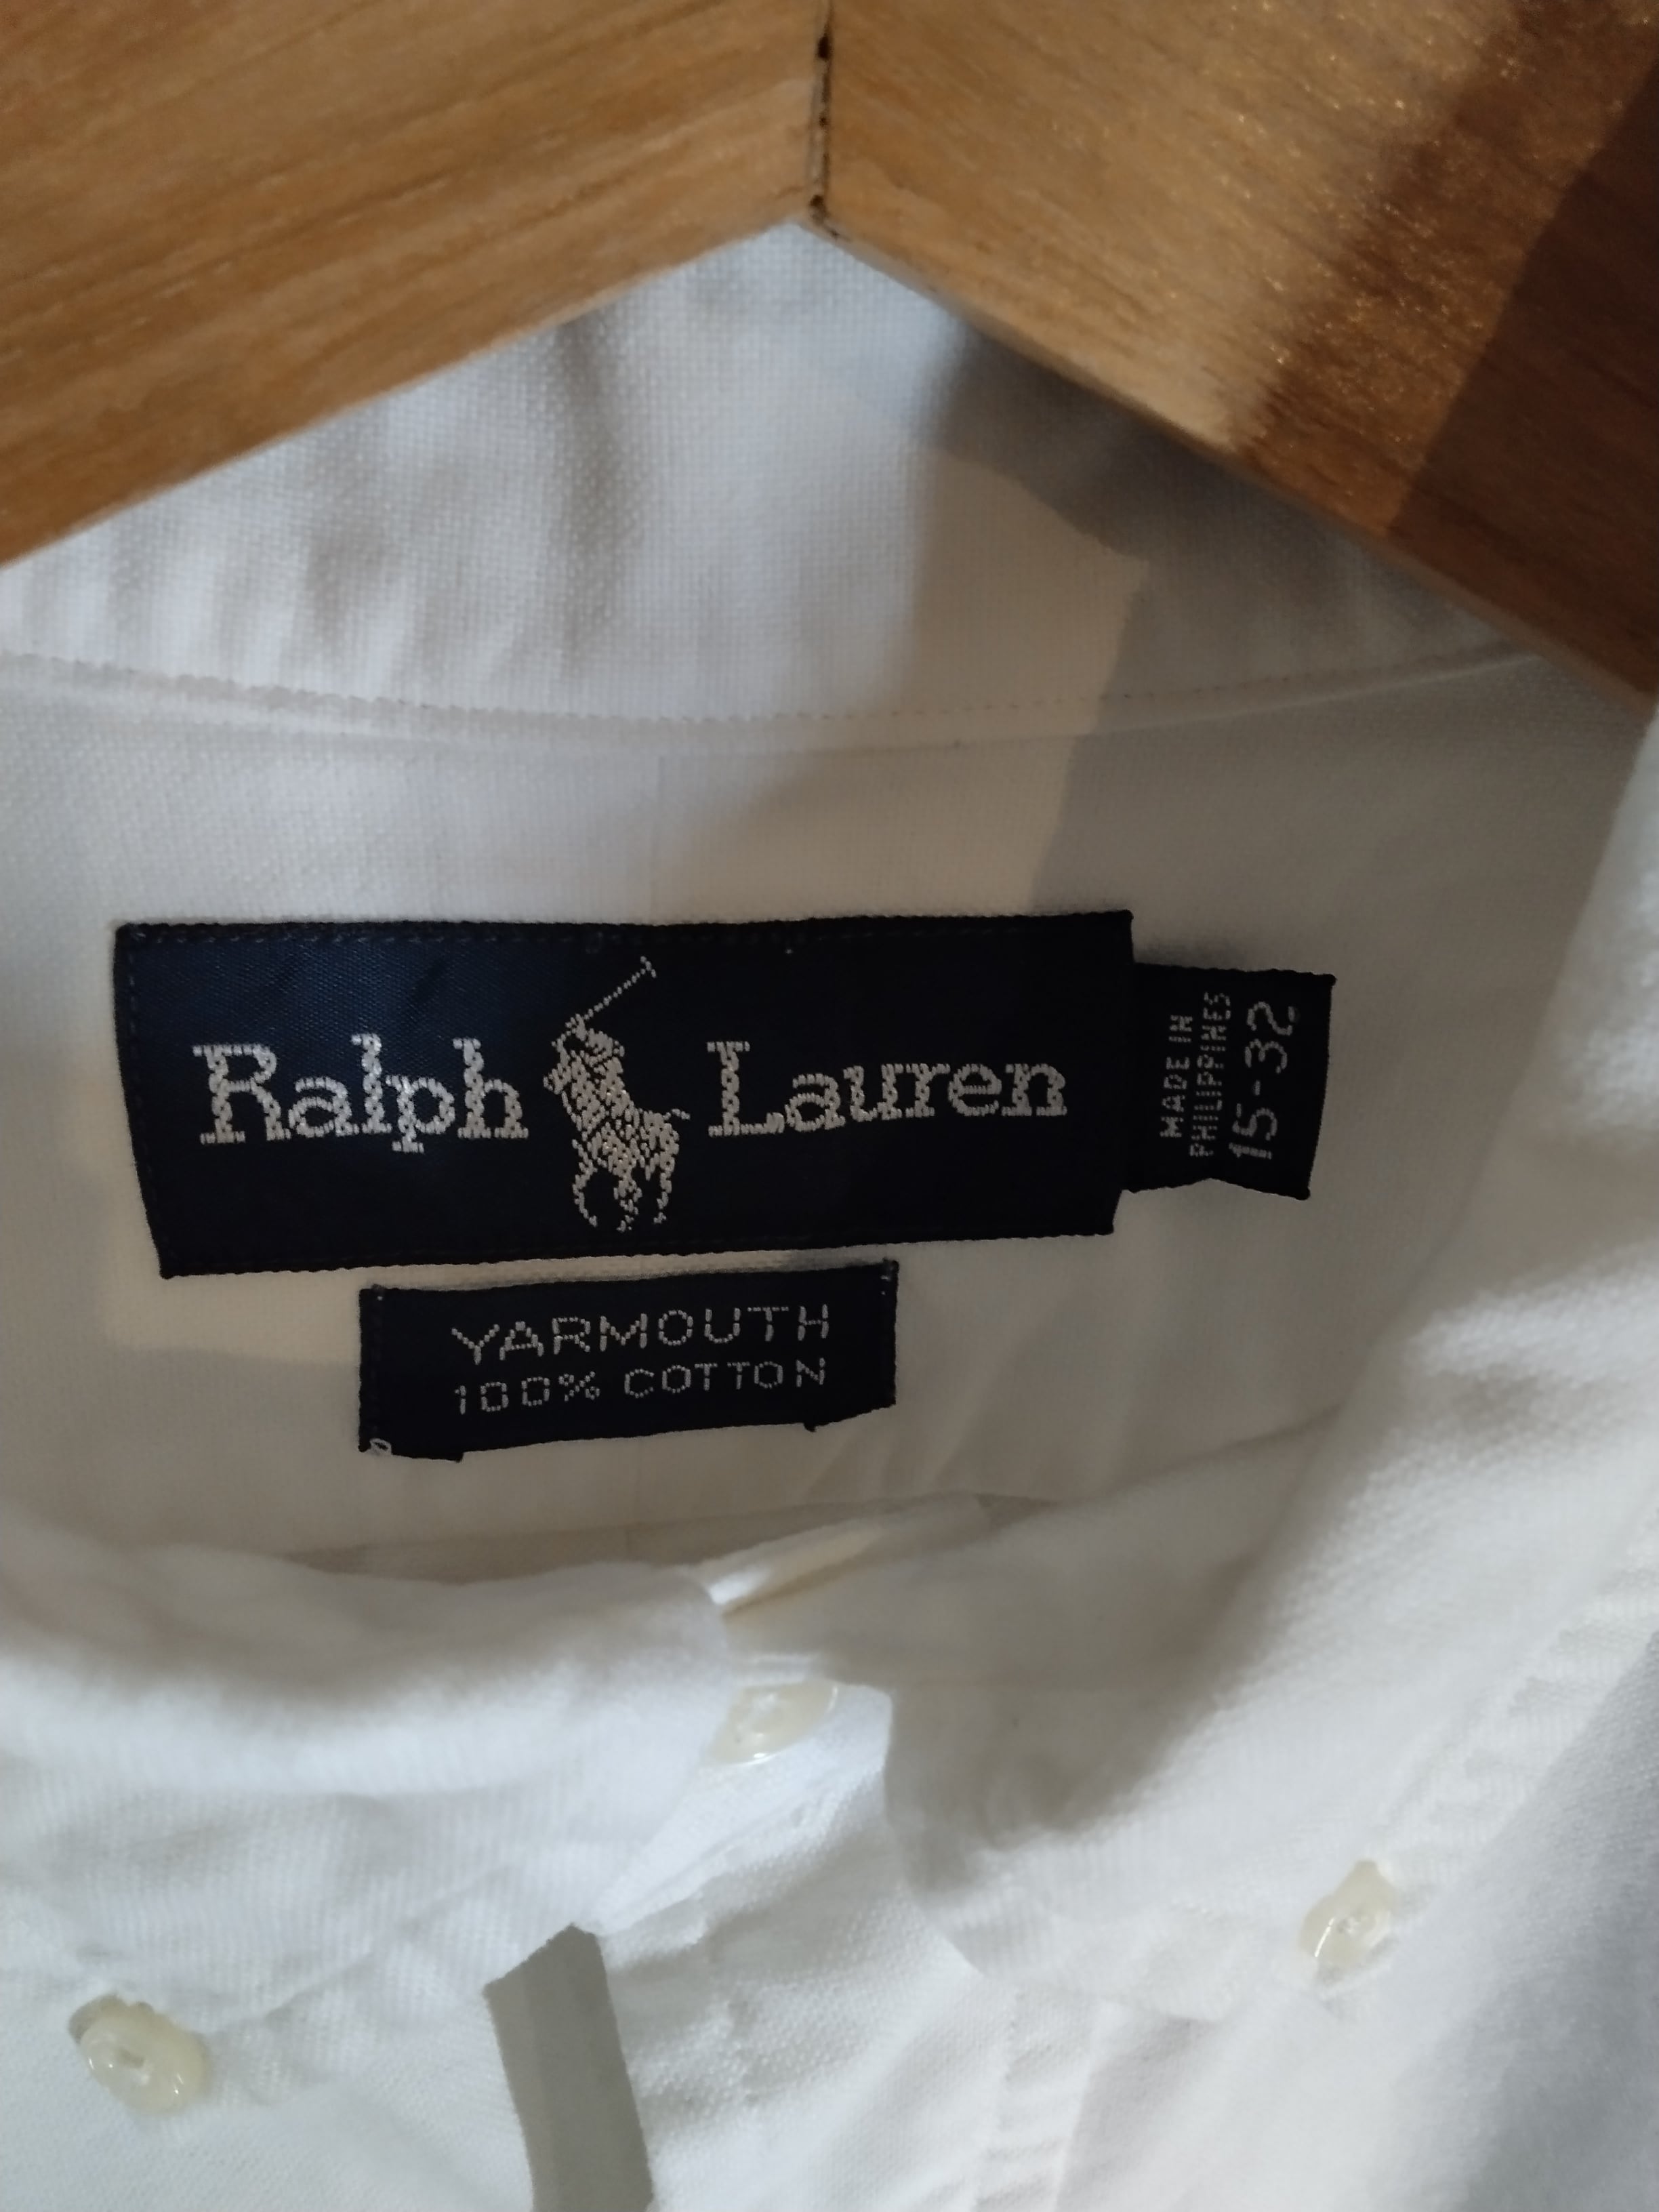 Ralph Lauren
MADE IN
PHILIPPINES
15-32
YARMOUTH
100% COTTON